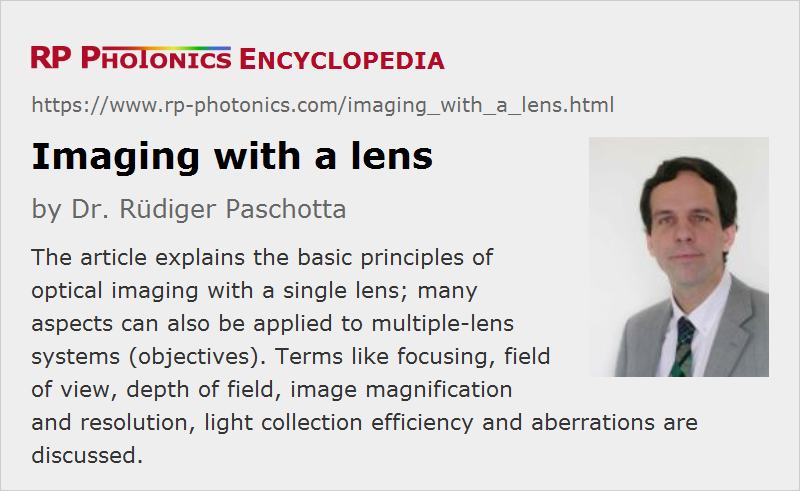 RP PHOTONICS ENCYCLOPEDIA
https://www.rp-photonics.com/imaging_with_a_lens.html
Imaging with a lens
by Dr. Rüdiger Paschotta
The article explains the basic principles of
optical imaging with a single lens; many
aspects can also be applied to multiple-lens
systems (objectives). Terms like focusing, field
of view, depth of field, image magnification
and resolution, light collection efficiency and aberrations are
discussed.